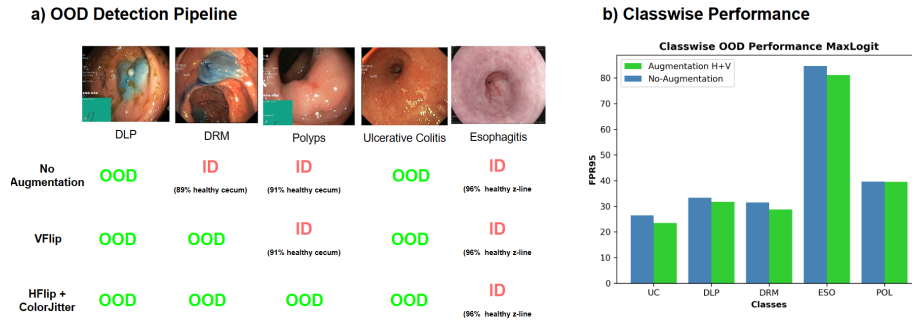 a) OOD Detection Pipeline
DLP
DRM
Polyps
Ulcerative Colitis
Esophagitis
No
Augmentation
OOD
ID
(89% healthy cecum)
ID
(91% healthy cecum)
OOD
ID
(96% healthy z-line
VFlip
OOD
OOD
ID
(91% healthy cecum)
OOD
ID
(96% healthy z-line
HFlip +
ColorJitter
OOD
OOD
OOD
OOD
ID
(96% healthy z-line
b) Classwise Performance
Classwise OOD Performance MaxLogit
Augmentation H+V
No-Augmentation
FPR95
80
70
60
50
40
30
20
10
0
UC
DLP
DRM
ESO
POL
Classes